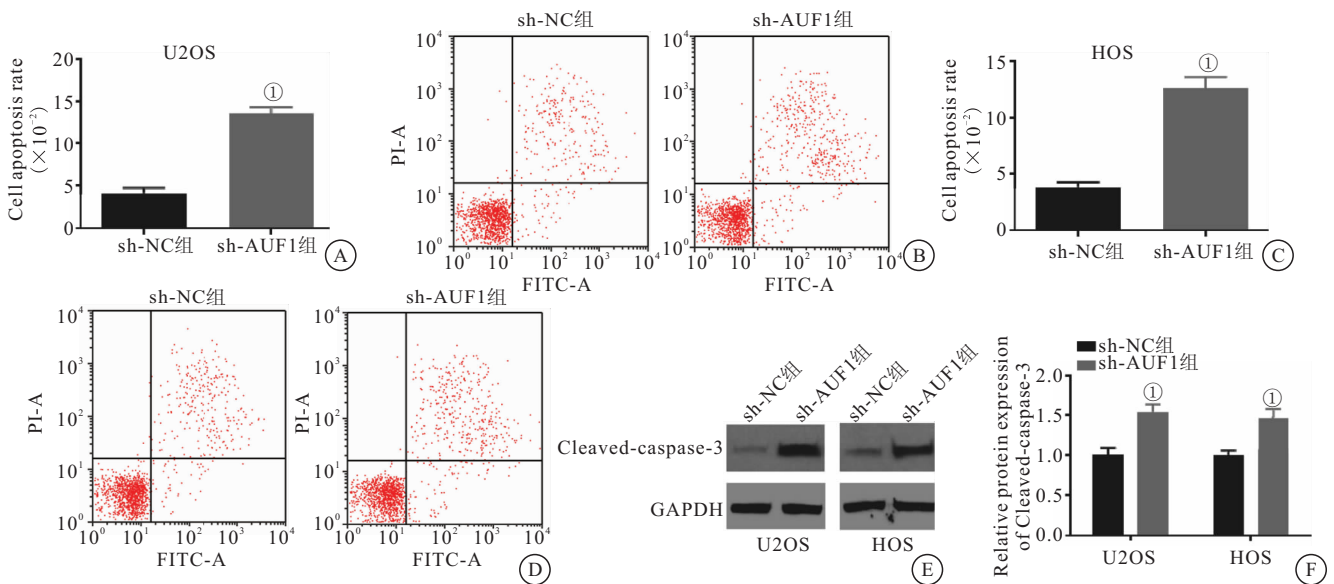 U2OS
Cell apoptosis rate
(×10⁻²)
20
15
10
5
0
①
sh-NC组
sh-AUF1组
A
sh-NC组
PI-A
10⁴
10³
10²
10¹
10⁰
10⁰ 10¹ 10² 10³ 10⁴
FITC-A
sh-AUF1组
10⁴
10³
10²
10¹
10⁰
10⁰ 10¹ 10² 10³ 10⁴
FITC-A
B
HOS
Cell apoptosis rate
(×10⁻²)
15
10
5
0
①
sh-NC组
sh-AUF1组
C
sh-NC组
PI-A
10⁴
10³
10²
10¹
10⁰
10⁰ 10¹ 10² 10³ 10⁴
FITC-A
sh-AUF1组
PI-A
10⁴
10³
10²
10¹
10⁰
10⁰ 10¹ 10² 10³ 10⁴
FITC-A
D
sh-NC组
sh-AUF1组
sh-NC组
sh-AUF1组
Cleaved-caspase-3
GAPDH
U2OS
HOS
E
sh-NC组
sh-AUF1组
Relative protein expression
of Cleaved-caspase-3
2.0
1.5
1.0
0.5
0.0
①
①
U2OS
HOS
F